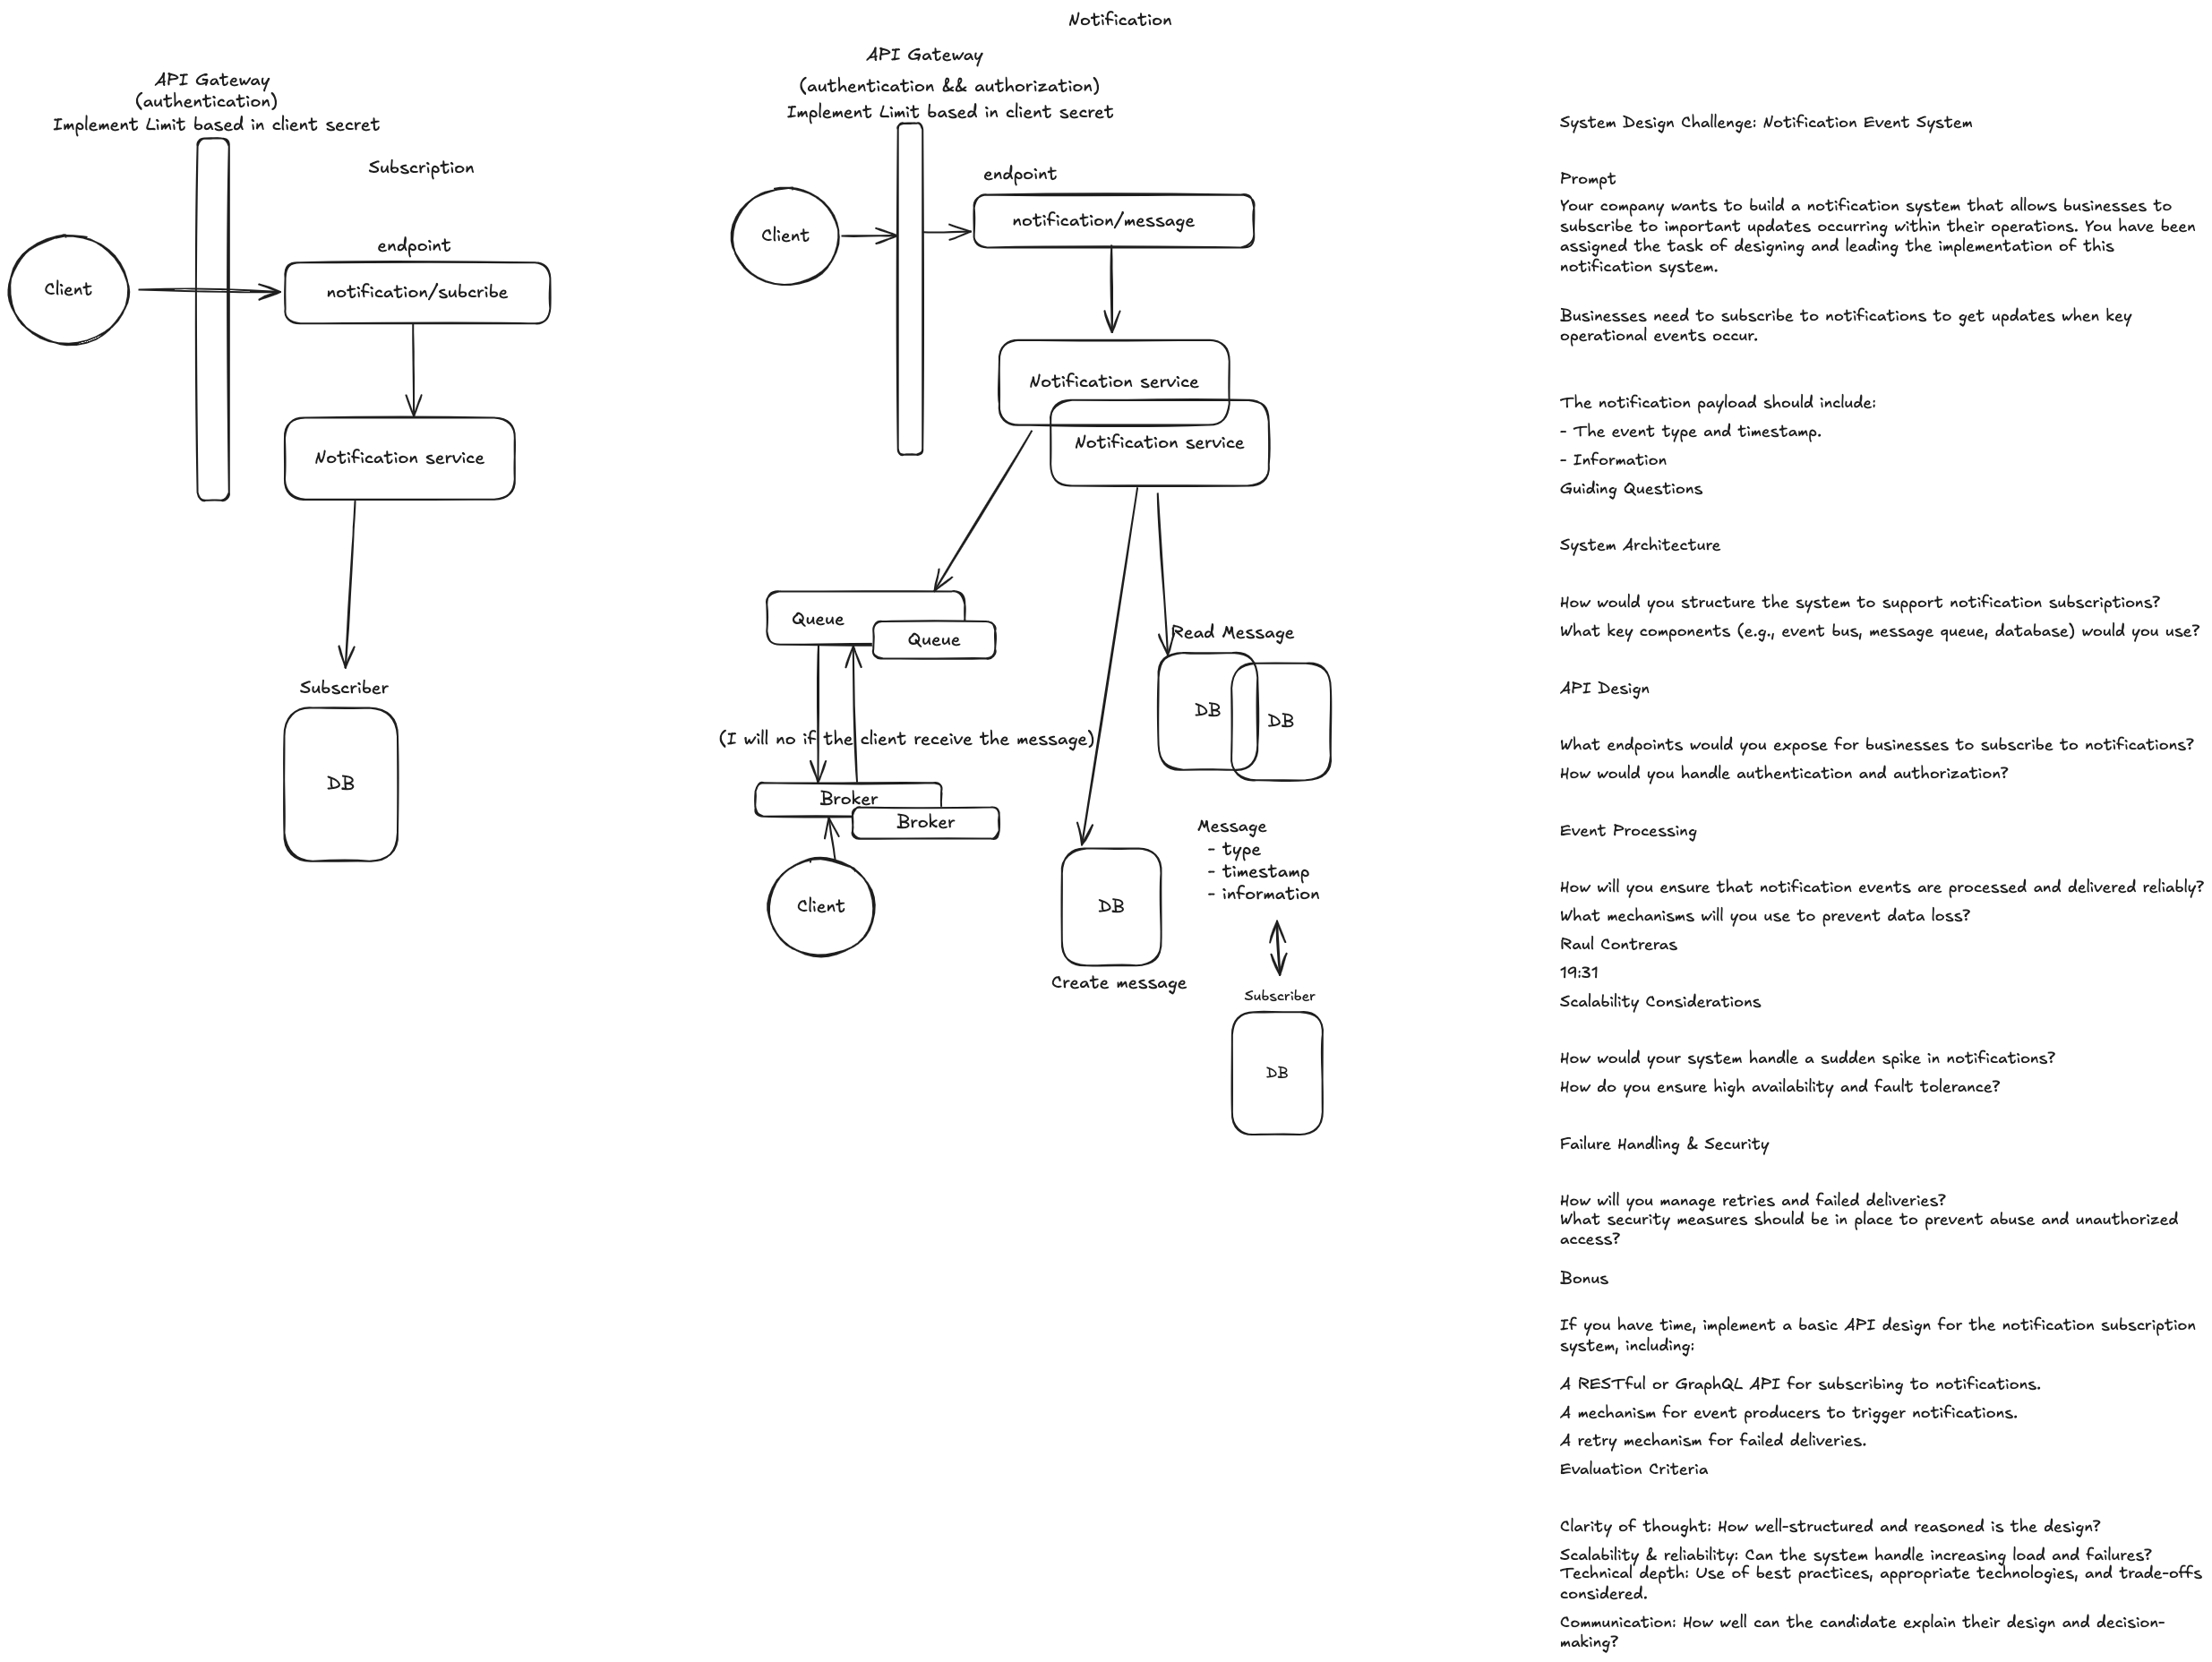 API Gateway
(authentication)
Implement Limit based in client secret
Subscription
Client
endpoint
notification/subcribe
Notification service
Subscriber
DB
Notification
API Gateway
(authentication && authorization)
Implement Limit based in client secret
endpoint
Client
notification/message
Notification service
Notification service
Queue
Queue
Read Message
DB
DB
(I will no if the client receive the message)
Broker
Broker
Client
DB
Create message
Message
- type
- timestamp
- information
Subscriber
DB
System Design Challenge: Notification Event System
Prompt
Your company wants to build a notification system that allows businesses to
subscribe to important updates occurring within their operations. You have been
assigned the task of designing and leading the implementation of this
notification system.
Businesses need to subscribe to notifications to get updates when key
operational events occur.
The notification payload should include:
- The event type and timestamp.
- Information
Guiding Questions
System Architecture
How would you structure the system to support notification subscriptions?
What key components (e.g., event bus, message queue, database) would you use?
API Design
What endpoints would you expose for businesses to subscribe to notifications?
How would you handle authentication and authorization?
Event Processing
How will you ensure that notification events are processed and delivered reliably?
What mechanisms will you use to prevent data loss?
Raul Contreras
19:31
Scalability Considerations
How would your system handle a sudden spike in notifications?
How do you ensure high availability and fault tolerance?
Failure Handling & Security
How will you manage retries and failed deliveries?
What security measures should be in place to prevent abuse and unauthorized
access?
Bonus
If you have time, implement a basic API design for the notification subscription
system, including:
A RESTful or GraphQL API for subscribing to notifications.
A mechanism for event producers to trigger notifications.
A retry mechanism for failed deliveries.
Evaluation Criteria
Clarity of thought: How well-structured and reasoned is the design?
Scalability & reliability: Can the system handle increasing load and failures?
Technical depth: Use of best practices, appropriate technologies, and trade-offs
considered.
Communication: How well can the candidate explain their design and decision-
making?